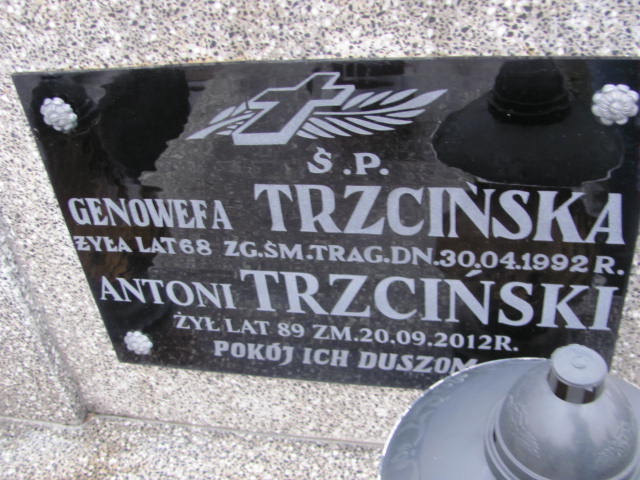 Ś.P.
GENOWEFA TRZCIŃSKA
ŻYŁA LAT 68 ZG.ŚM.TRAG.DN.30.04.1992 R.
ANTONI TRZCIŃSKI
ŻYŁ LAT 89 ZM.20.09.2012R.
POKÓJ ICH DUSZOM